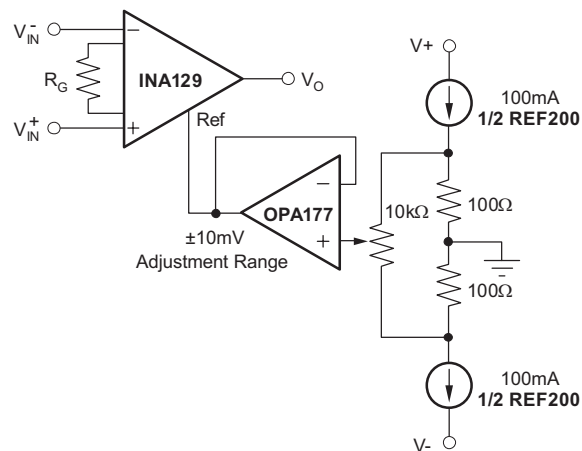 V⁻IN
RG
V⁺IN
INA129
VO
Ref
OPA177
±10mV
Adjustment Range
10kΩ
V+
100mA
1/2 REF200
100Ω
100Ω
100mA
1/2 REF200
V-